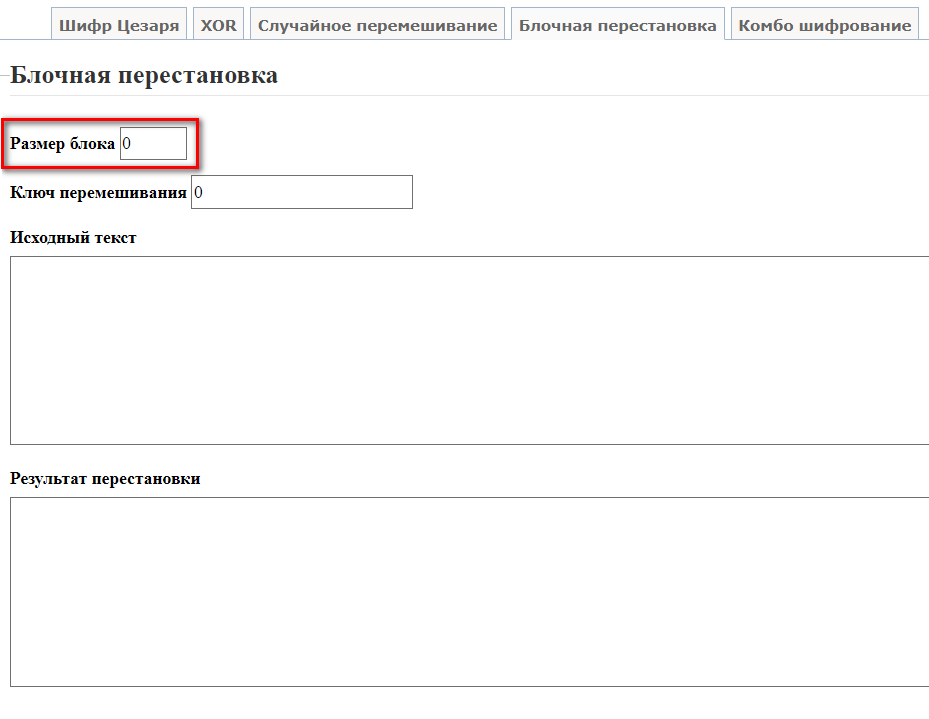 Шифр Цезаря XOR Случайное перемешивание Блочная перестановка Комбо шифрование
Блочная перестановка
Размер блока 0
Ключ перемешивания 0
Исходный текст
Результат перестановки